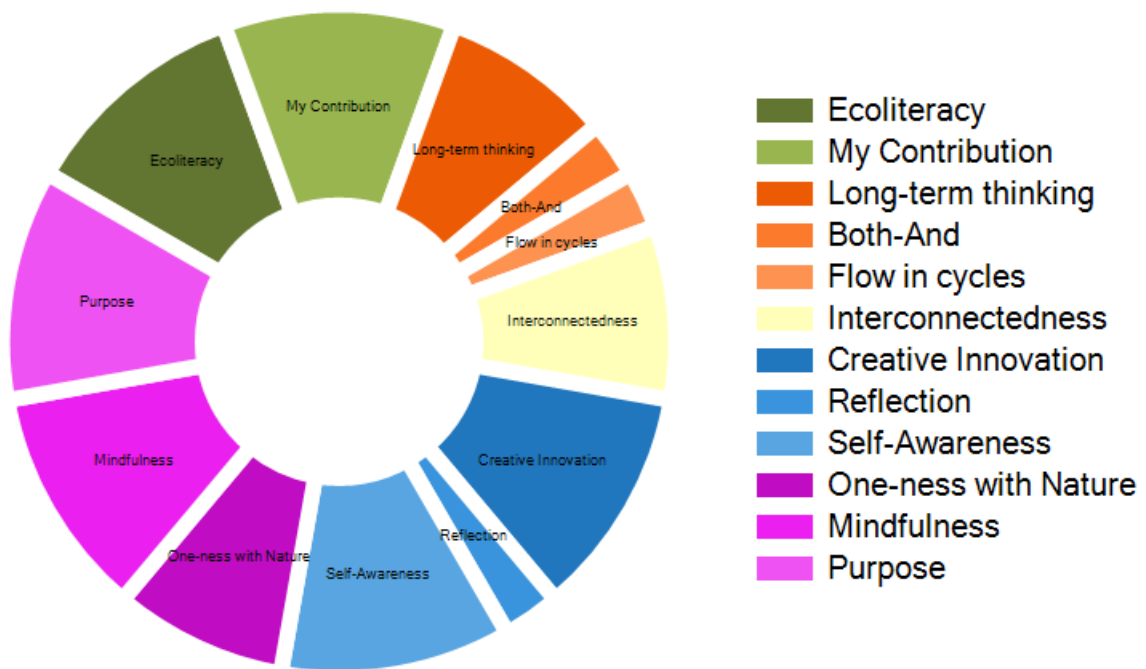 My Contribution
Ecoliteracy
Long-term thinking
Both-And
Flow in cycles
Purpose
Interconnectedness
Mindfulness
Creative Innovation
Reflection
One-ness with Nature
Self-Awareness
Ecoliteracy
My Contribution
Long-term thinking
Both-And
Flow in cycles
Interconnectedness
Creative Innovation
Reflection
Self-Awareness
One-ness with Nature
Mindfulness
Purpose